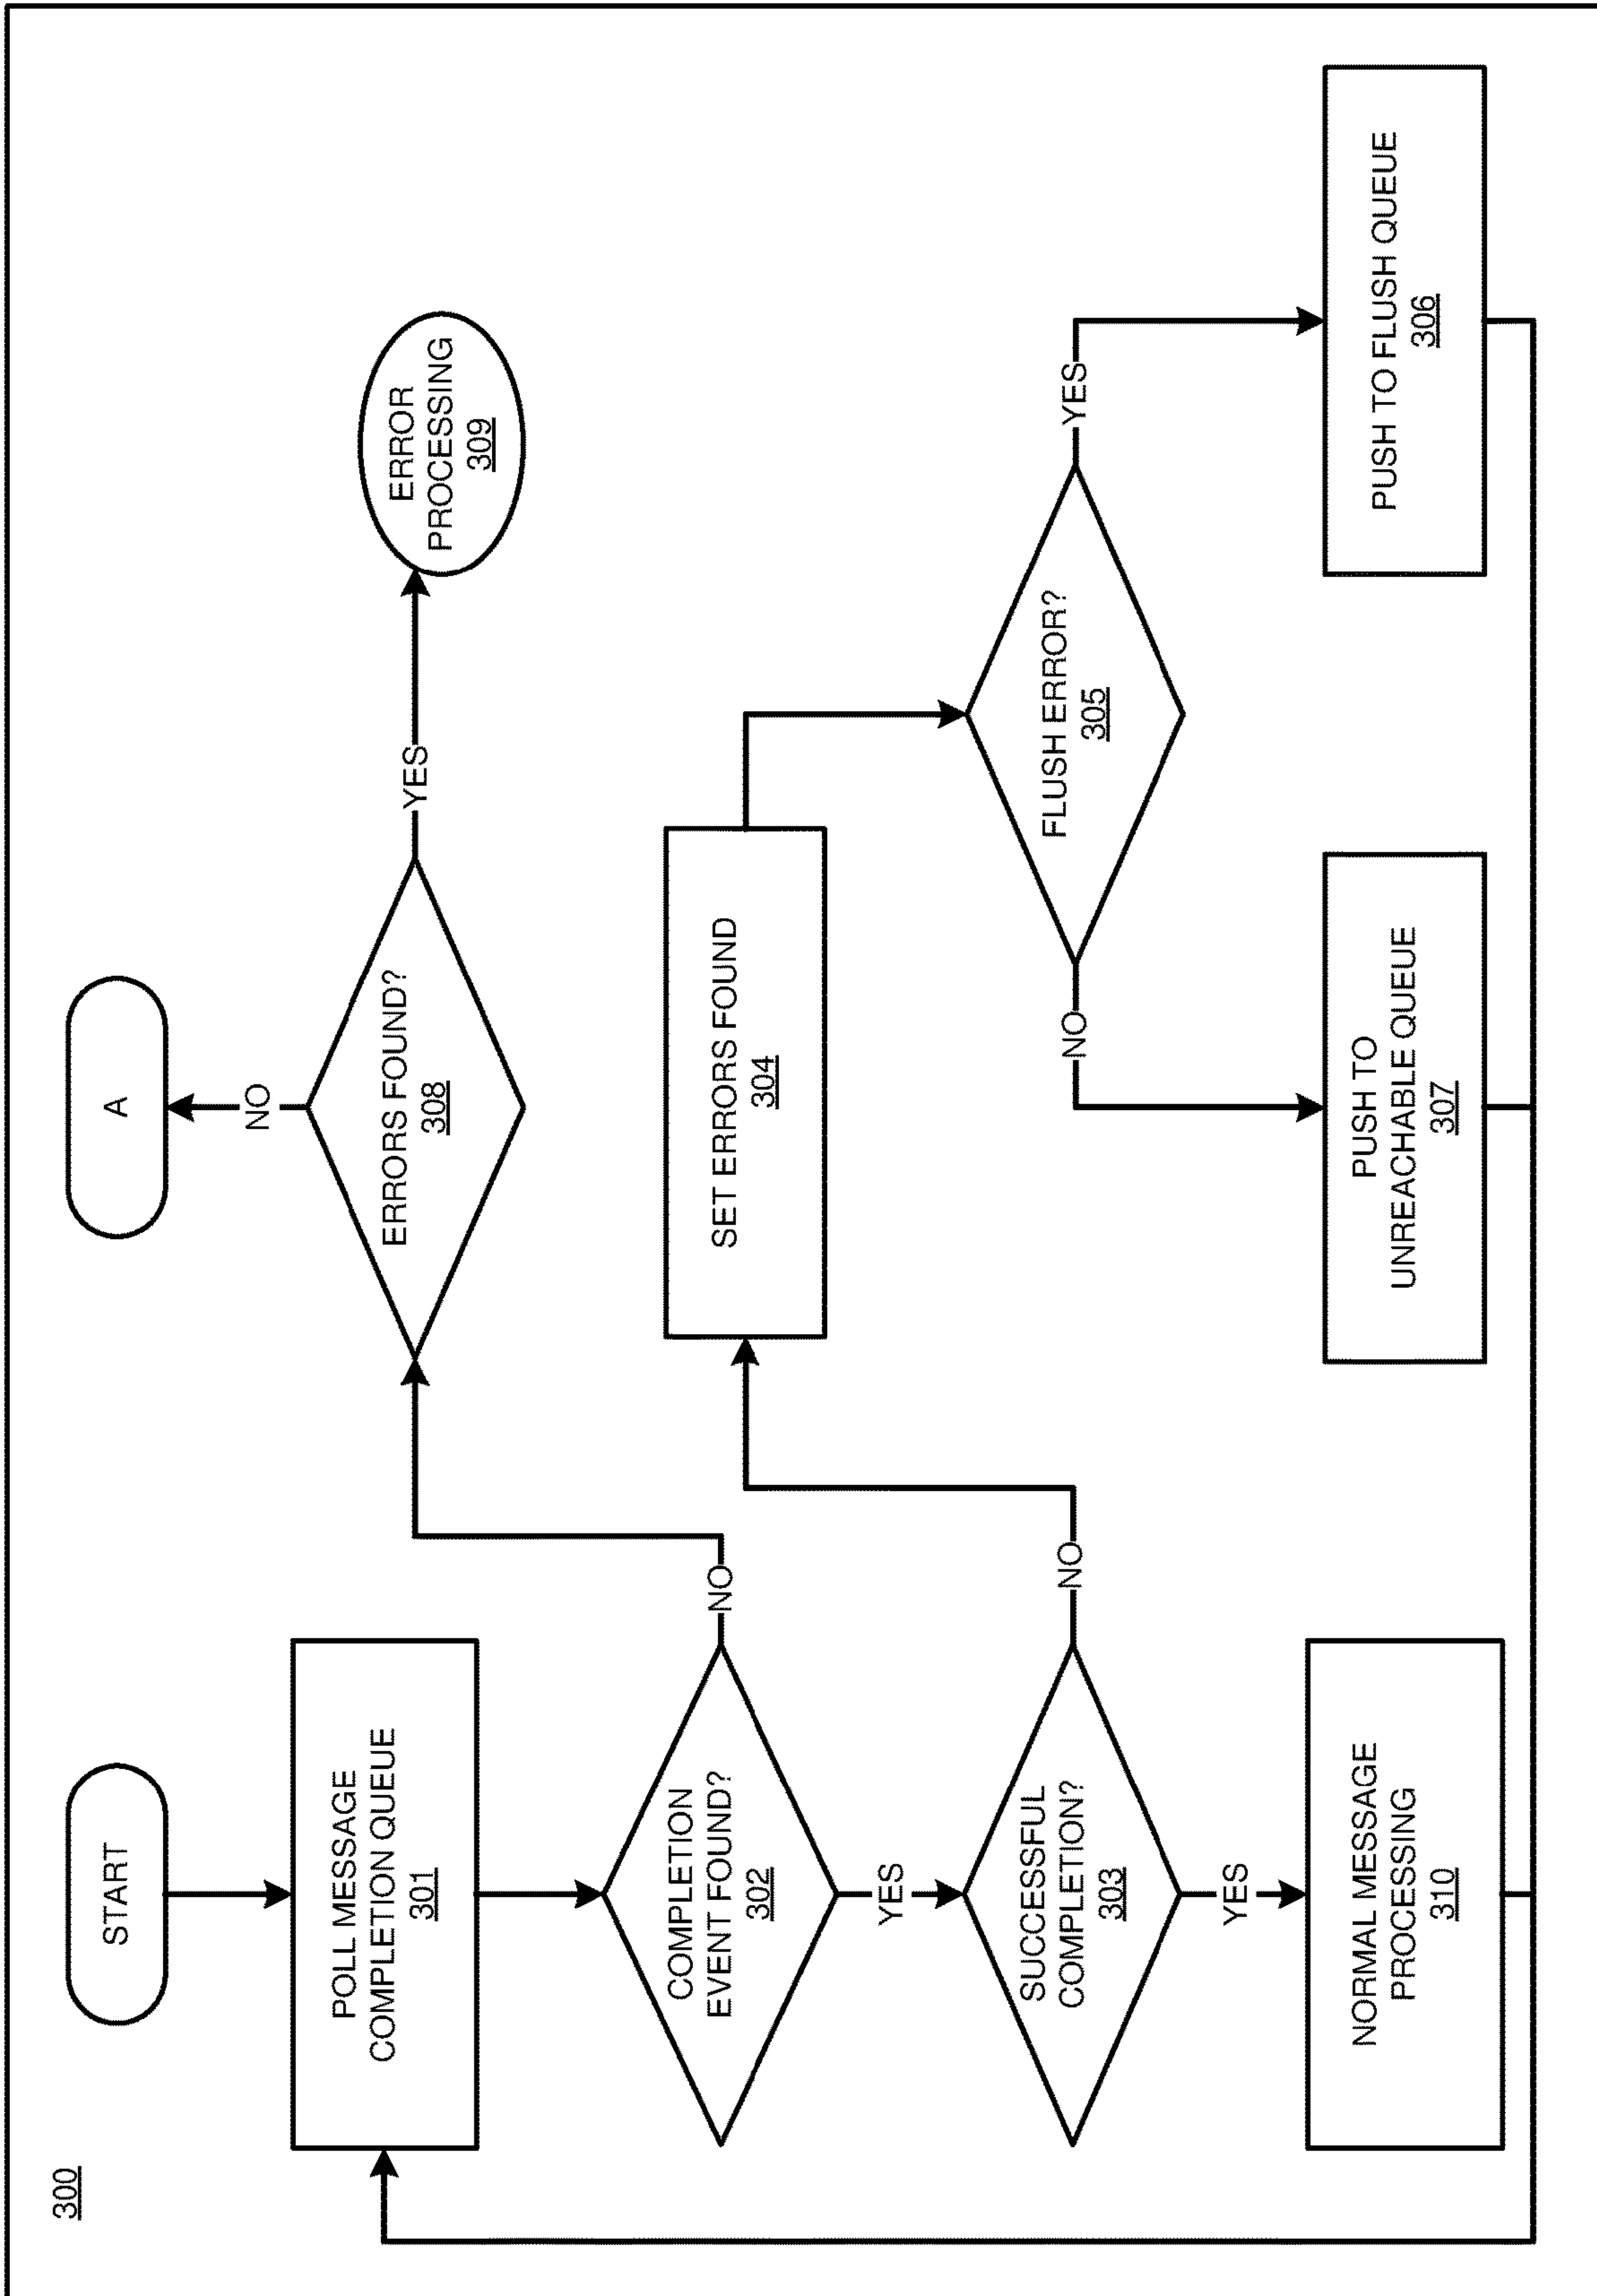 300
START
A
POLL MESSAGE
COMPLETION QUEUE
301
ERRORS FOUND?
308
NO
YES
ERROR
PROCESSING
309
COMPLETION
EVENT FOUND?
302
NO
YES
SET ERRORS FOUND
304
SUCCESSFUL
COMPLETION?
303
NO
YES
FLUSH ERROR?
305
NO
YES
NORMAL MESSAGE
PROCESSING
310
PUSH TO
UNREACHABLE QUEUE
307
PUSH TO FLUSH QUEUE
306